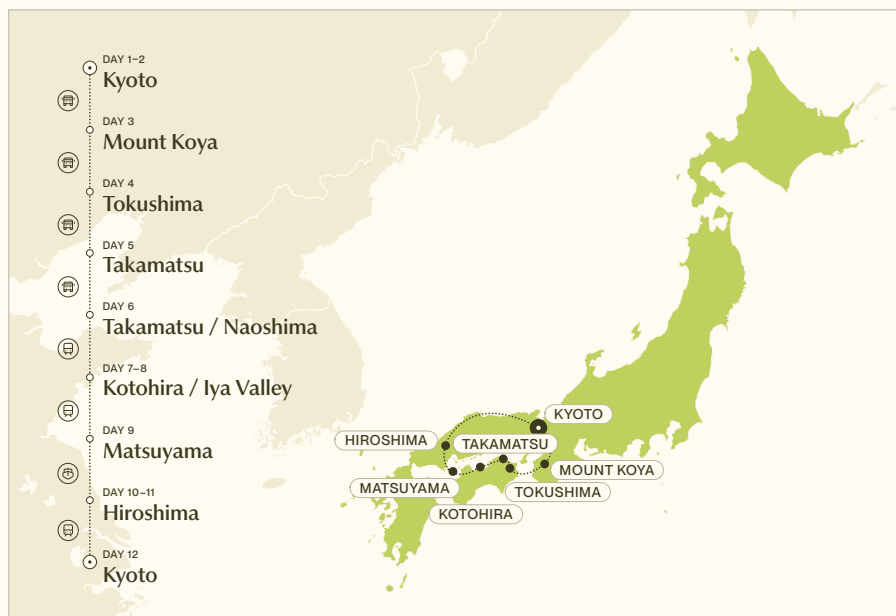 DAY 1–2
Kyoto
DAY 3
Mount Koya
DAY 4
Tokushima
DAY 5
Takamatsu
DAY 6
Takamatsu / Naoshima
DAY 7–8
Kotohira / Iya Valley
DAY 9
Matsuyama
DAY 10–11
Hiroshima
DAY 12
Kyoto
KYOTO
HIROSHIMA
TAKAMATSU
MOUNT KOYA
MATSUYAMA
TOKUSHIMA
KOTOHIRA